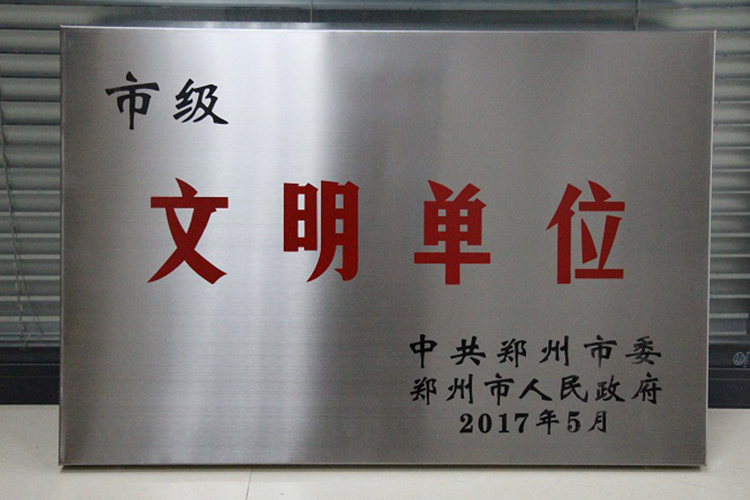 市级
文明单位
中共郑州市委
郑州市人民政府
2017年5月